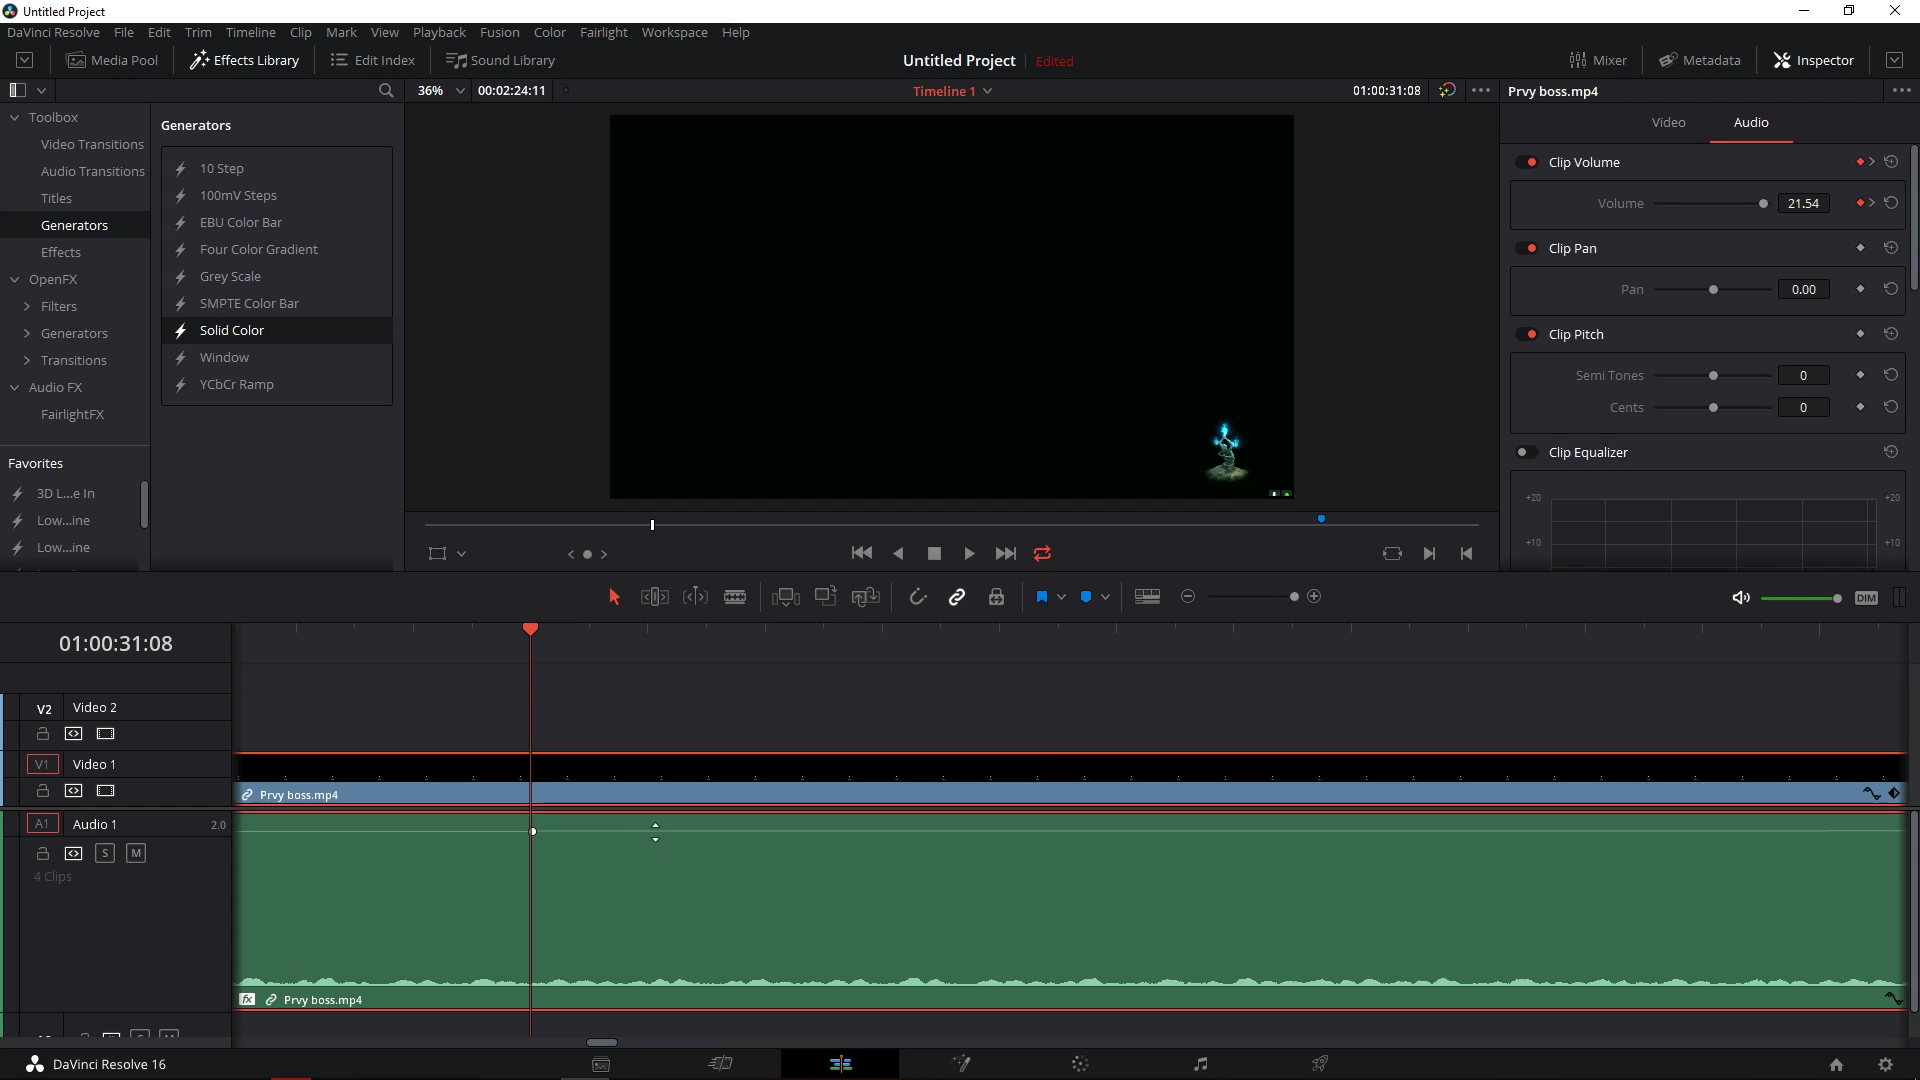 Untitled Project
DaVinci Resolve File Edit Trim Timeline Clip Mark View Playback Fusion Color Fairlight Workspace Help
Media Pool Effects Library Edit Index Sound Library Untitled Project Edited Mixer Metadata Inspector
36% 00:02:24:11 Timeline 1 01:00:31:08 Prvy boss.mp4
Toolbox
Video Transitions
Audio Transitions
Titles
Generators
Effects
OpenFX
Filters
Generators
Transitions
Audio FX
FairlightFX
Favorites
3D L...e In
Low...ine
Low...ine
Generators
10 Step
100mV Steps
EBU Color Bar
Four Color Gradient
Grey Scale
SMPTE Color Bar
Solid Color
Window
YCbCr Ramp
Video Audio
Clip Volume
Volume 21.54
Clip Pan
Pan 0.00
Clip Pitch
Semi Tones 0
Cents 0
Clip Equalizer
+20 +20
+10 +10
DIM
01:00:31:08
V2 Video 2
V1 Video 1
Prvy boss.mp4
A1 Audio 1 2.0
S M
4 Clips
fx Prvy boss.mp4
DaVinci Resolve 16